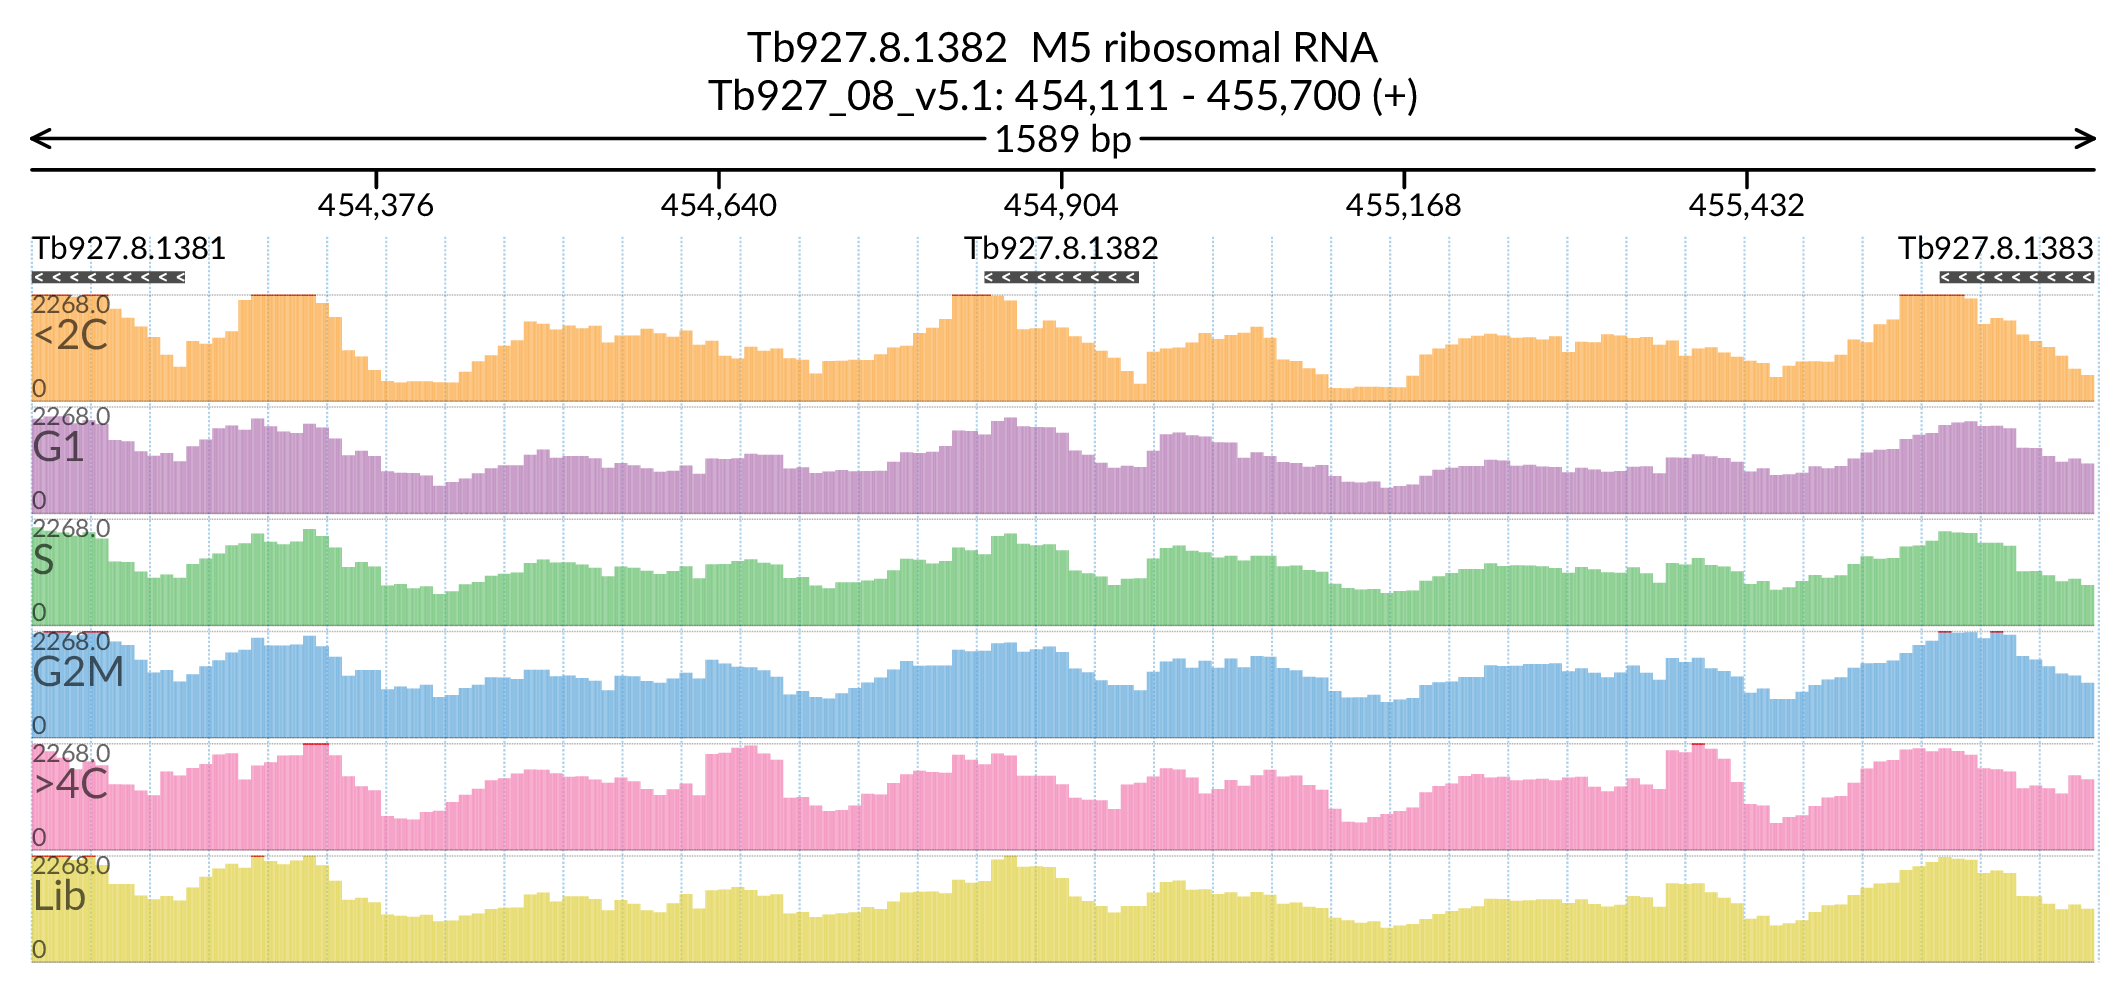 Tb927.8.1382  M5 ribosomal RNA
Tb927_08_v5.1: 454,111 - 455,700 (+)
1589 bp
454,376 454,640 454,904 455,168 455,432
Tb927.8.1381 Tb927.8.1382 Tb927.8.1383
2268.0
<2C
0
2268.0
G1
0
2268.0
S
0
2268.0
G2M
0
2268.0
>4C
0
2268.0
Lib
0